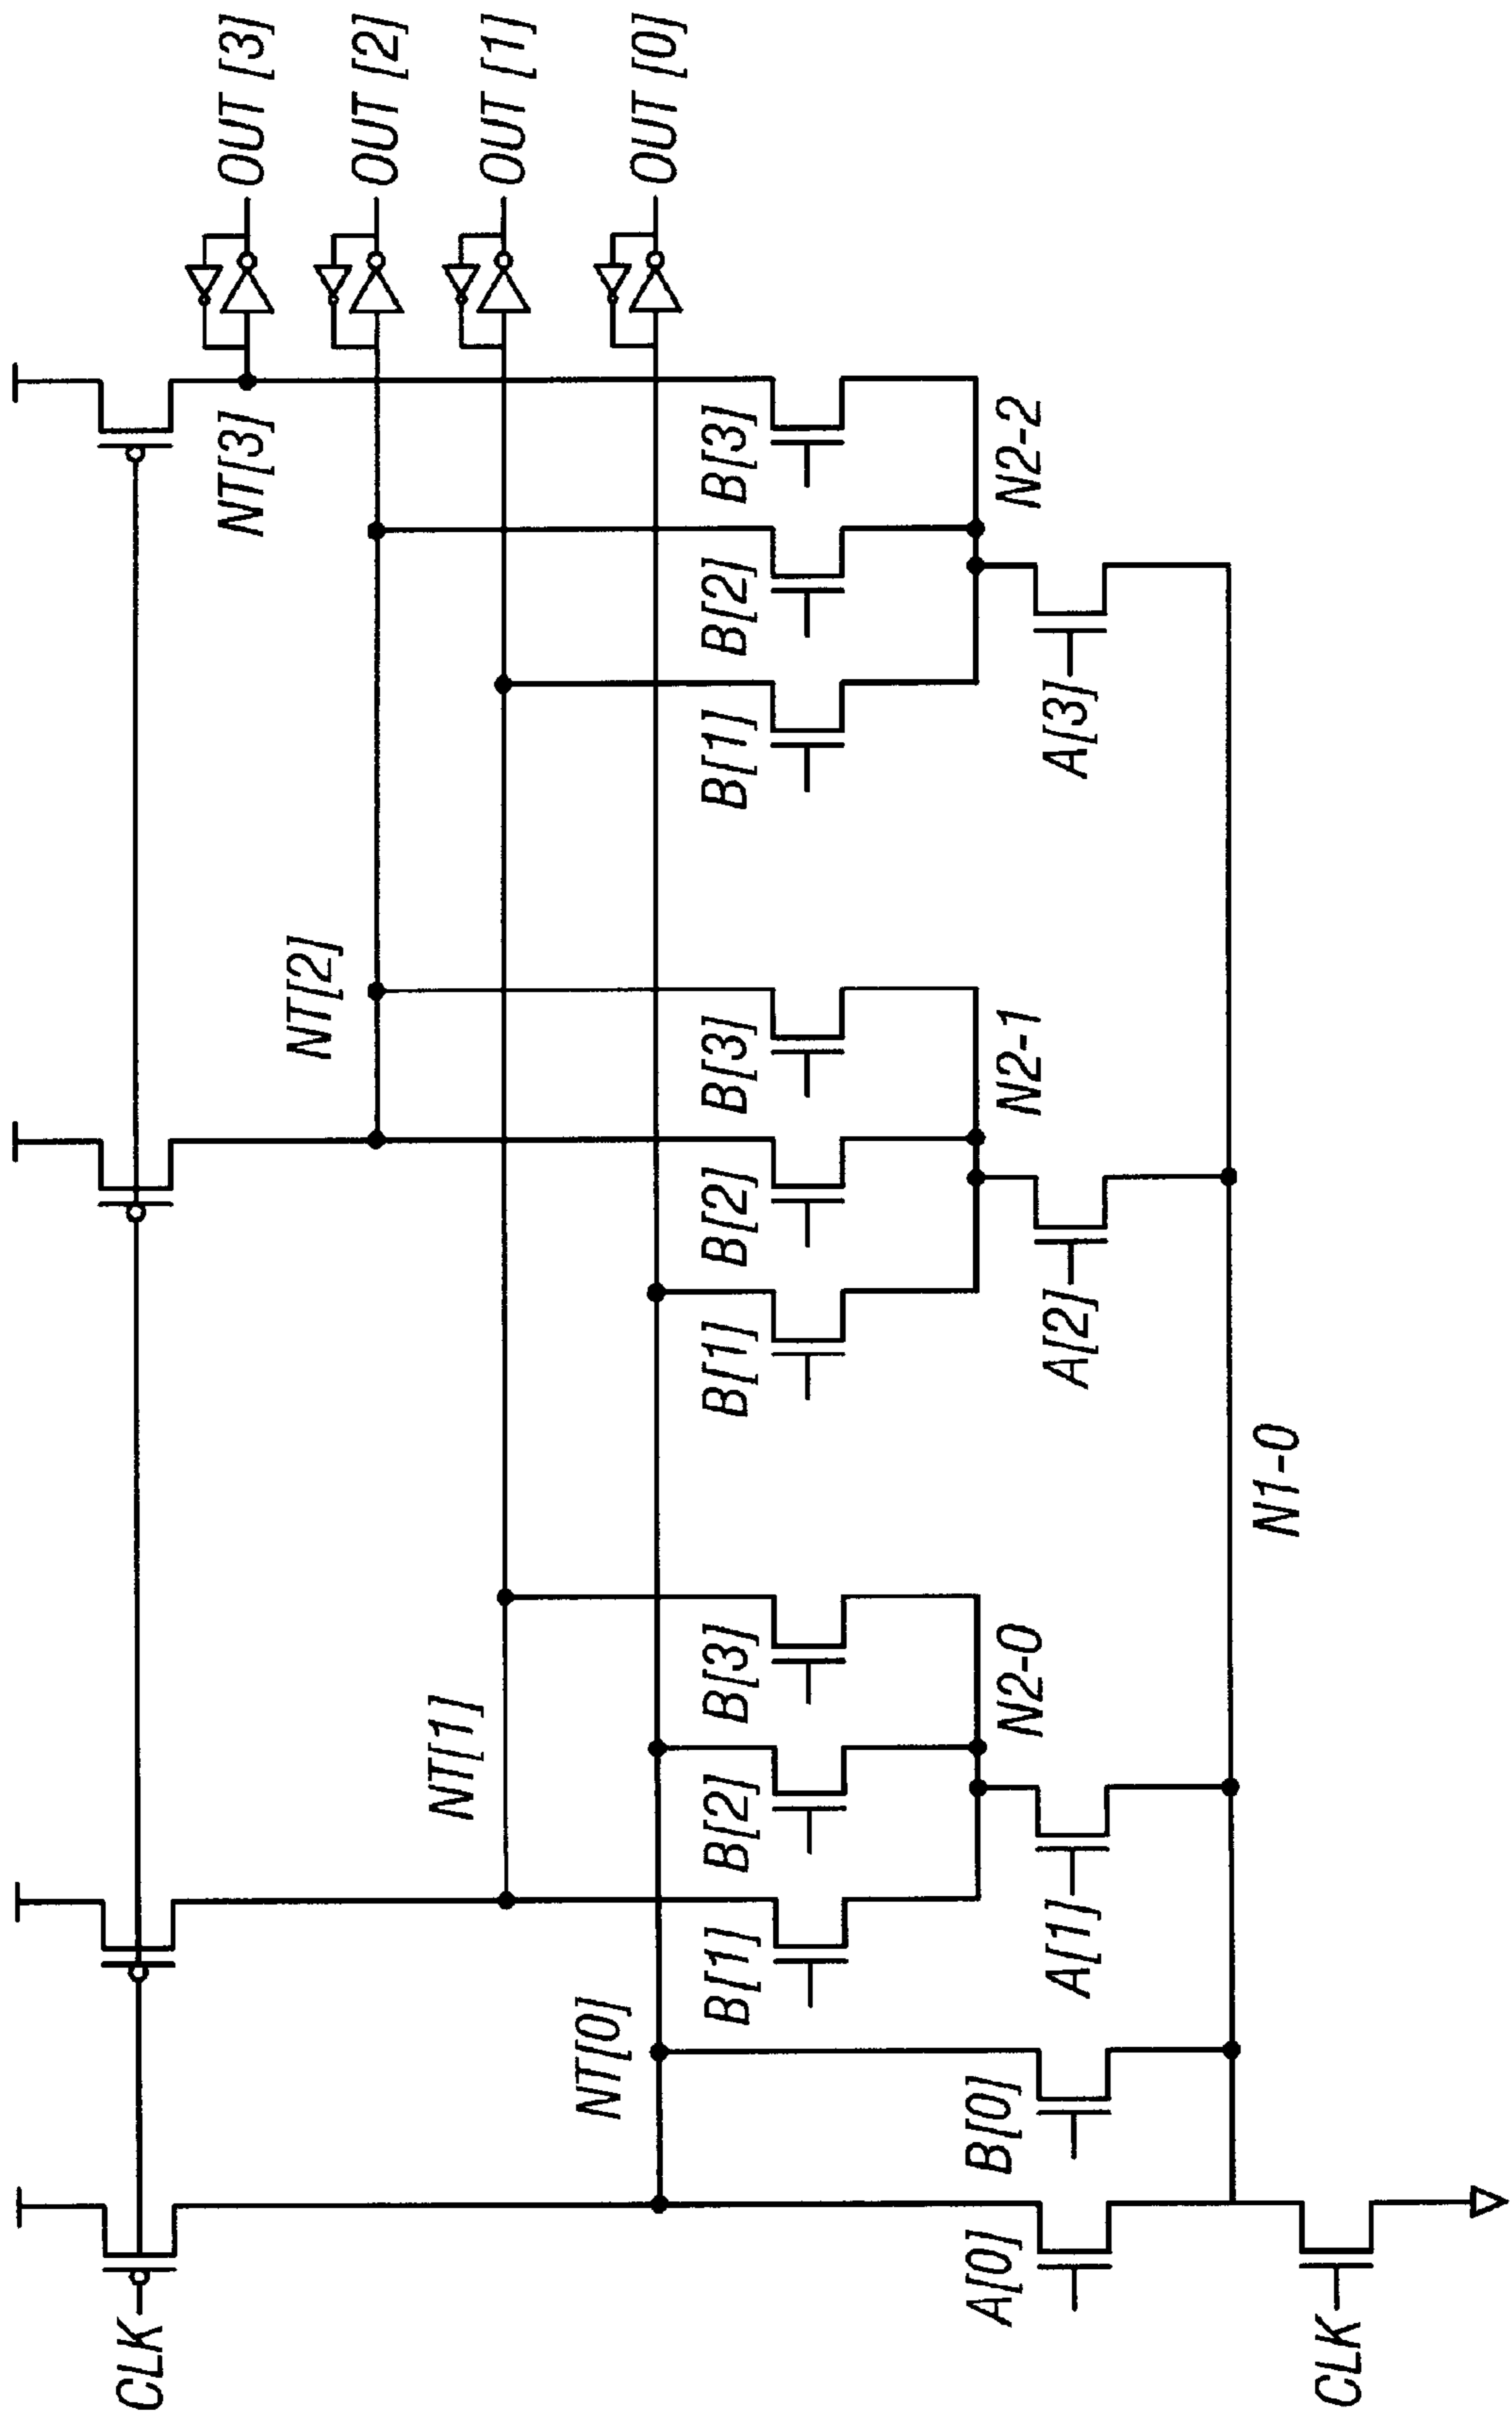 CLK
NT[3]
OUT [3]
NT[2]
OUT [2]
NT[1]
OUT [1]
NT[0]
OUT [0]
B[1]
B[2]
B[3]
B[1]
B[2]
B[3]
B[1]
B[2]
B[3]
A[0]
B[0]
N2-0
N2-1
N2-2
A[1]
A[2]
A[3]
N1-0
CLK